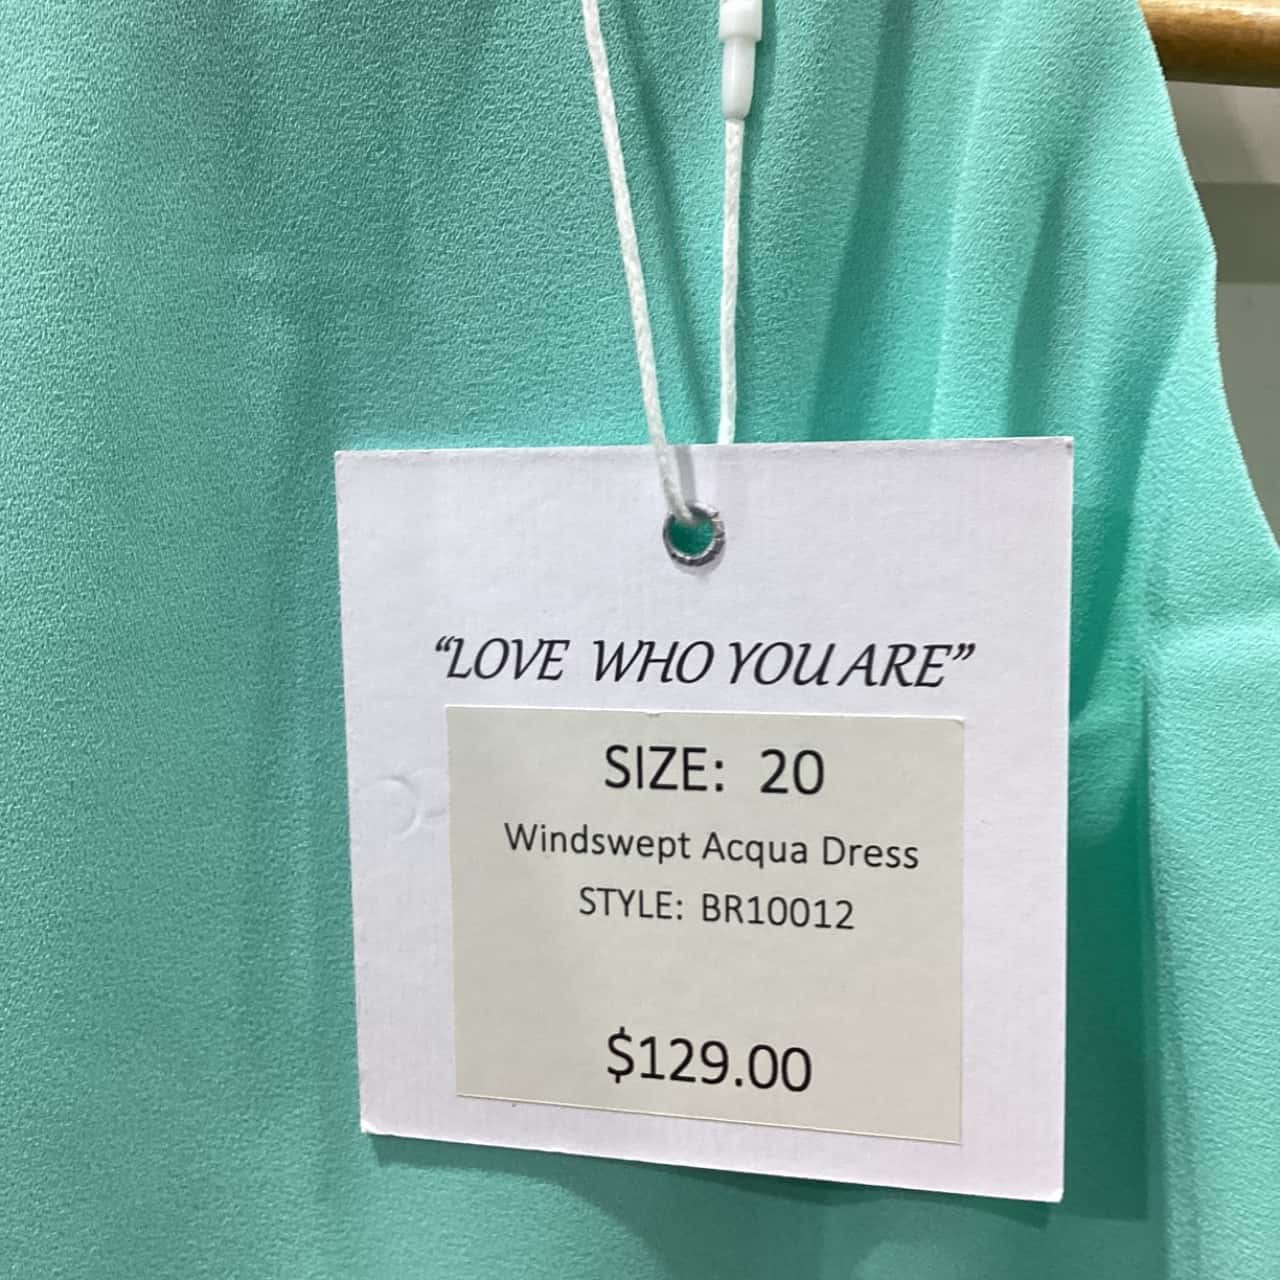 “LOVE WHO YOU ARE”
SIZE: 20
Windswept Acqua Dress
STYLE: BR10012
$129.00